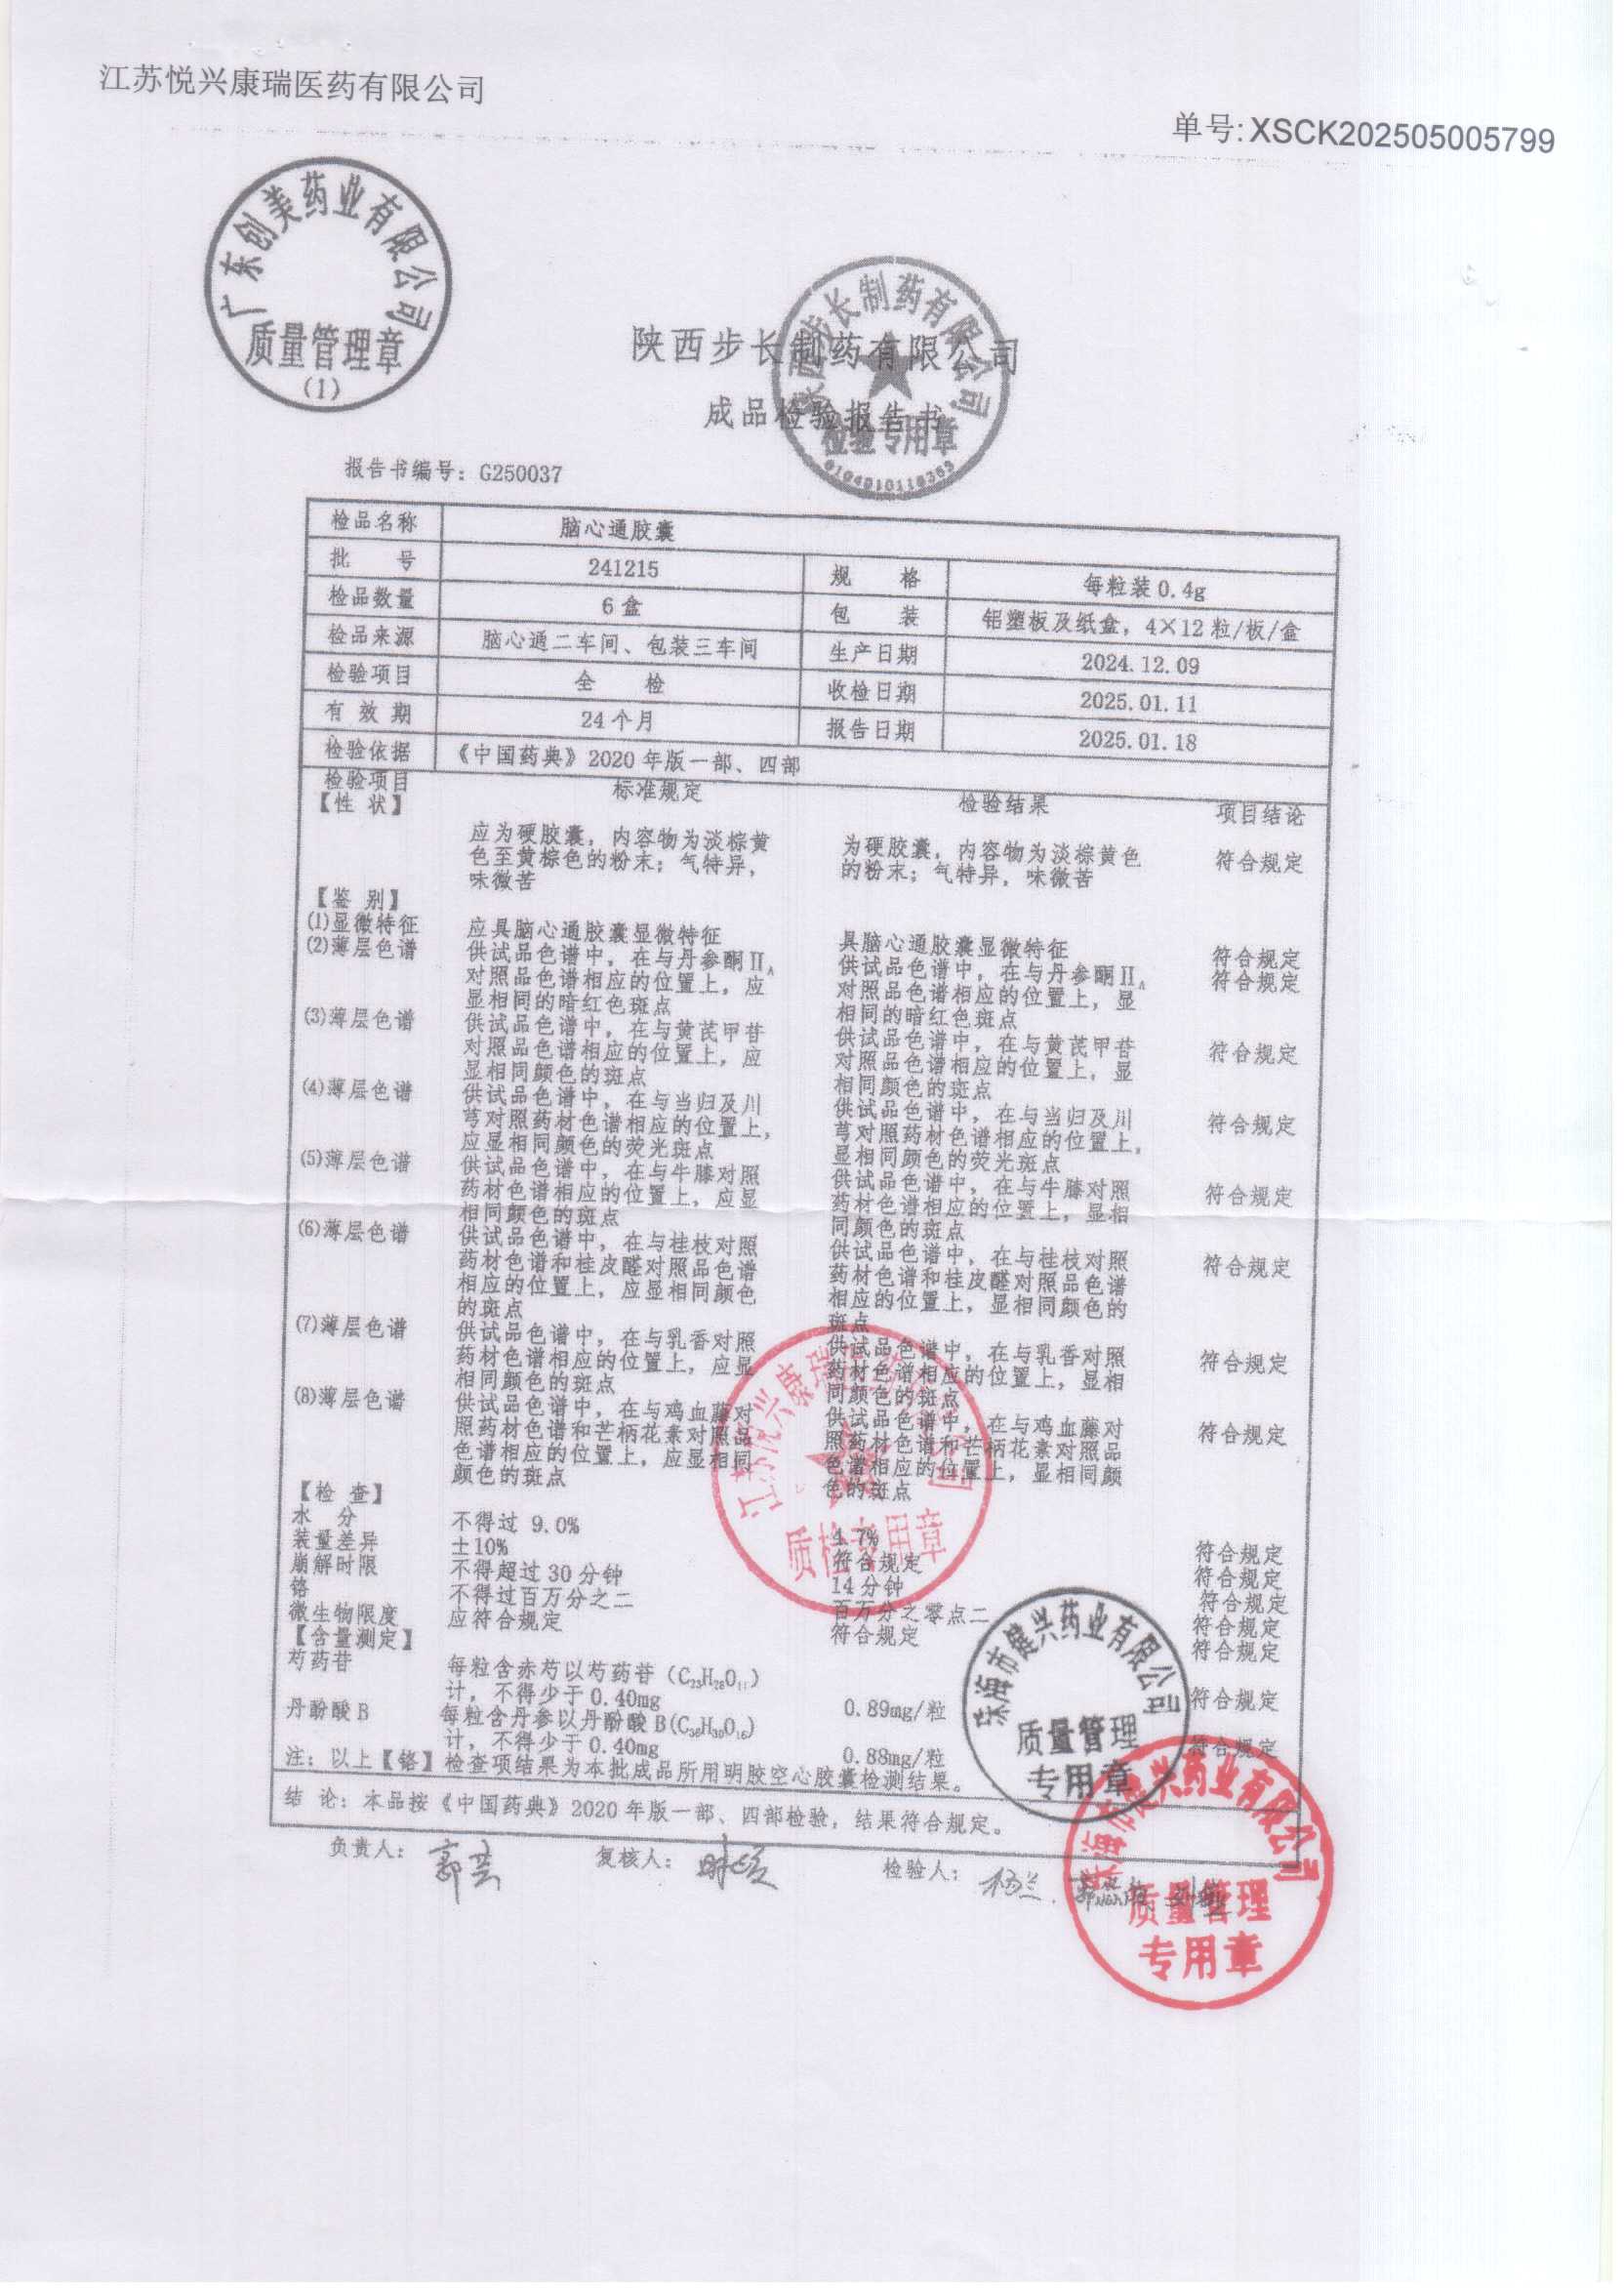 江苏悦兴康瑞医药有限公司
单号:XSCK202505005799
广东创美药业有限公司
质量管理章
(1)
陕西步长制药有限公司
检验专用章
陕西步长制药有限公司
成品检验报告书
报告书编号：G250037
检品名称 脑心通胶囊
批 号 241215 规 格 每粒装0.4g
检品数量 6盒 包 装 铝塑板及纸盒，4×12粒/板/盒
检品来源 脑心通二车间、包装三车间 生产日期 2024.12.09
检验项目 全 检 收检日期 2025.01.11
有 效 期 24个月 报告日期 2025.01.18
检验依据 《中国药典》2020年版一部、四部
检验项目 标准规定 检验结果 项目结论
【性 状】
应为硬胶囊，内容物为淡棕黄 为硬胶囊，内容物为淡棕黄色 符合规定
色至黄棕色的粉末；气特异， 的粉末；气特异，味微苦
味微苦
【鉴 别】
(1)显微特征 应具脑心通胶囊显微特征 具脑心通胶囊显微特征 符合规定
(2)薄层色谱 供试品色谱中，在与丹参酮ⅡA 供试品色谱中，在与丹参酮ⅡA 符合规定
对照品色谱相应的位置上，应 对照品色谱相应的位置上，显
显相同的暗红色斑点 相同的暗红色斑点
(3)薄层色谱 供试品色谱中，在与黄芪甲苷 供试品色谱中，在与黄芪甲苷 符合规定
对照品色谱相应的位置上，应 对照品色谱相应的位置上，显
显相同颜色的斑点 相同颜色的斑点
(4)薄层色谱 供试品色谱中，在与当归及川 供试品色谱中，在与当归及川 符合规定
芎对照药材色谱相应的位置上， 芎对照药材色谱相应的位置上，
应显相同颜色的荧光斑点 显相同颜色的荧光斑点
(5)薄层色谱 供试品色谱中，在与牛膝对照 供试品色谱中，在与牛膝对照 符合规定
药材色谱相应的位置上，应显 药材色谱相应的位置上，显相
相同颜色的斑点 同颜色的斑点
(6)薄层色谱 供试品色谱中，在与桂枝对照 供试品色谱中，在与桂枝对照 符合规定
药材色谱和桂皮醛对照品色谱 药材色谱和桂皮醛对照品色谱
相应的位置上，应显相同颜色 相应的位置上，显相同颜色的
的斑点 斑点
(7)薄层色谱 供试品色谱中，在与乳香对照 供试品色谱中，在与乳香对照 符合规定
药材色谱相应的位置上，应显 药材色谱相应的位置上，显相
相同颜色的斑点 同颜色的斑点
(8)薄层色谱 供试品色谱中，在与鸡血藤对 供试品色谱中，在与鸡血藤对 符合规定
照药材色谱和芒柄花素对照品 照药材色谱和芒柄花素对照品
色谱相应的位置上，应显相同 色谱相应的位置上，显相同颜
颜色的斑点 色的斑点
【检 查】
水 分 不得过 9.0% 4.7% 符合规定
装量差异 ±10% 符合规定 符合规定
崩解时限 不得超过30分钟 14分钟 符合规定
铬 不得过百万分之二 百万分之零点二 符合规定
微生物限度 应符合规定 符合规定 符合规定
【含量测定】
芍药苷 每粒含赤芍以芍药苷（C23H28O11） 0.89mg/粒 符合规定
计，不得少于0.40mg
丹酚酸B 每粒含丹参以丹酚酸B(C36H30O16) 0.88mg/粒 符合规定
计，不得少于0.40mg
注：以上【铬】检查项结果为本批成品所用明胶空心胶囊检测结果。
结 论：本品按《中国药典》2020年版一部、四部检验，结果符合规定。
负责人： 复核人： 检验人： 杨兰
质检专用章
珠海市健兴药业有限公司
质量管理
专用章
珠海市健兴药业有限公司
质量管理
专用章